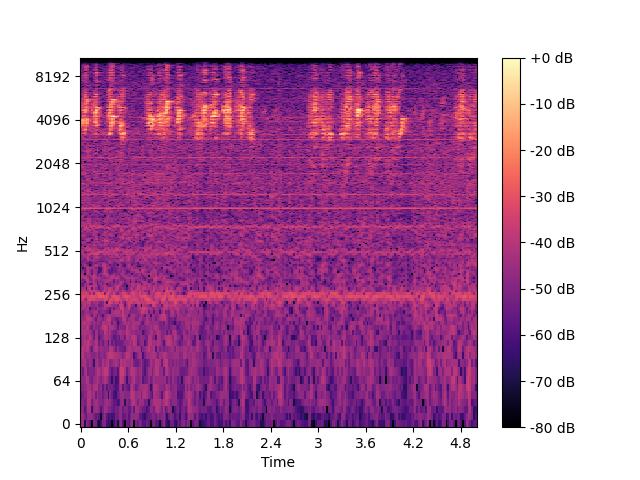 8192
4096
2048
1024
512
256
128
64
0
Hz
0
0.6
1.2
1.8
2.4
3
3.6
4.2
4.8
Time
+0 dB
-10 dB
-20 dB
-30 dB
-40 dB
-50 dB
-60 dB
-70 dB
-80 dB